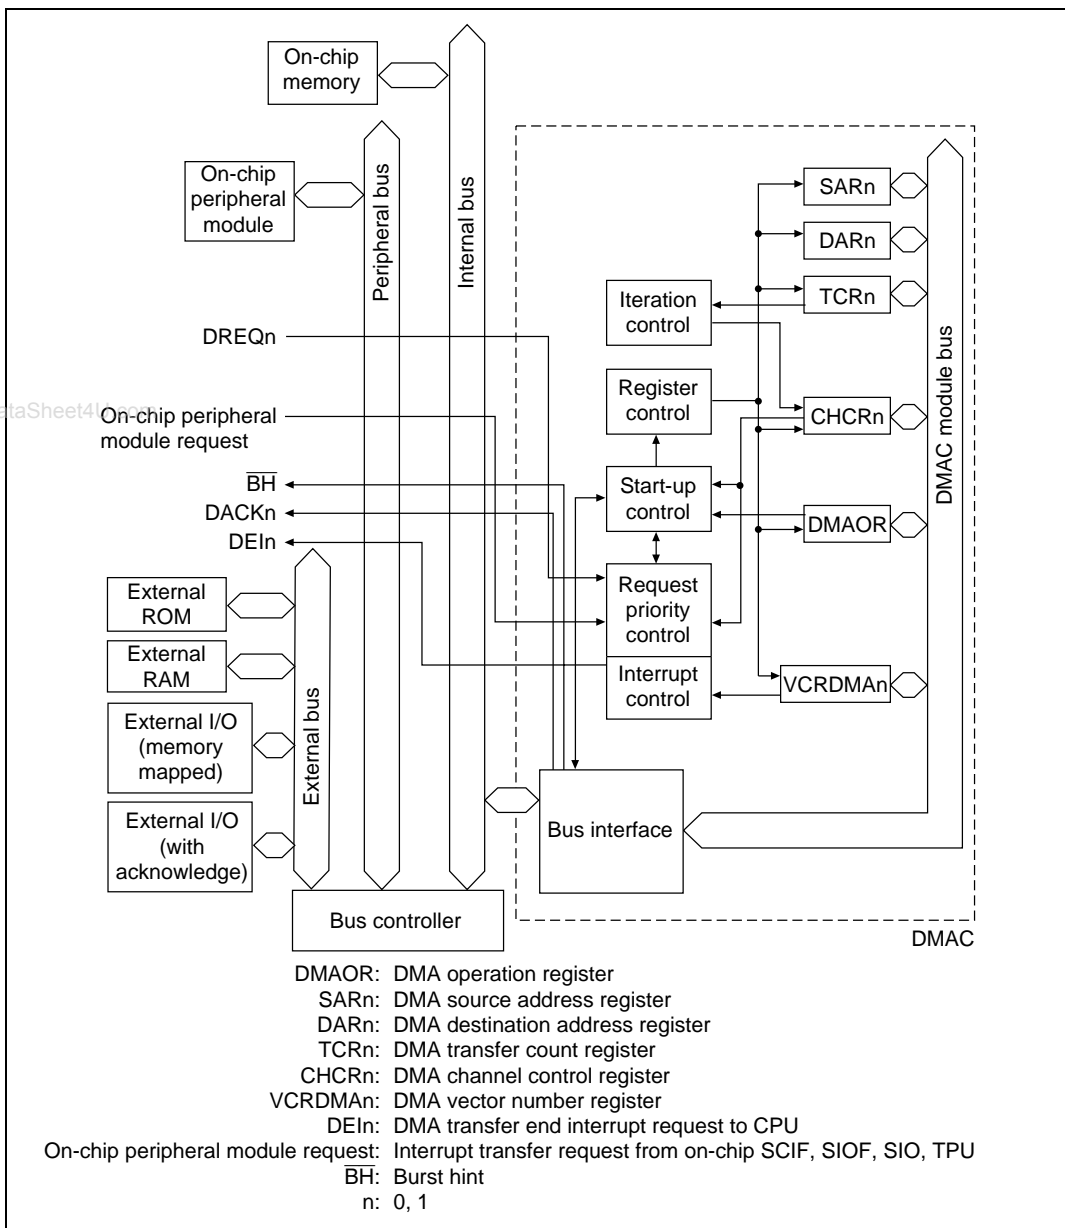 On-chip
memory
On-chip
peripheral
module
Peripheral bus
Internal bus
SARn
DARn
TCRn
Iteration
control
DREQn
Register
control
CHCRn
DMAC module bus
ataSheet4U.com
On-chip peripheral
module request
BH
Start-up
control
DACKn
DMAOR
DEIn
External
ROM
Request
priority
control
External
RAM
Interrupt
control
VCRDMAn
External I/O
(memory
mapped)
External bus
External I/O
(with
acknowledge)
Bus interface
Bus controller
DMAC
DMAOR: DMA operation register
SARn: DMA source address register
DARn: DMA destination address register
TCRn: DMA transfer count register
CHCRn: DMA channel control register
VCRDMAn: DMA vector number register
DEIn: DMA transfer end interrupt request to CPU
On-chip peripheral module request: Interrupt transfer request from on-chip SCIF, SIOF, SIO, TPU
BH: Burst hint
n: 0, 1